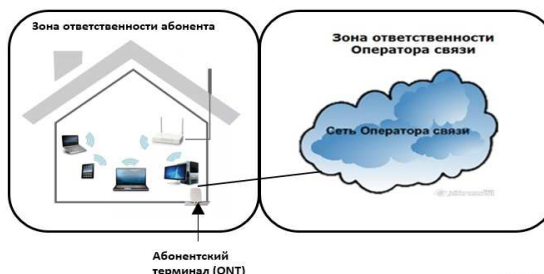 Зона ответственности абонента
Зона ответственности
Оператора связи
Сеть Оператора связи
Абонентский
терминал (ONT)